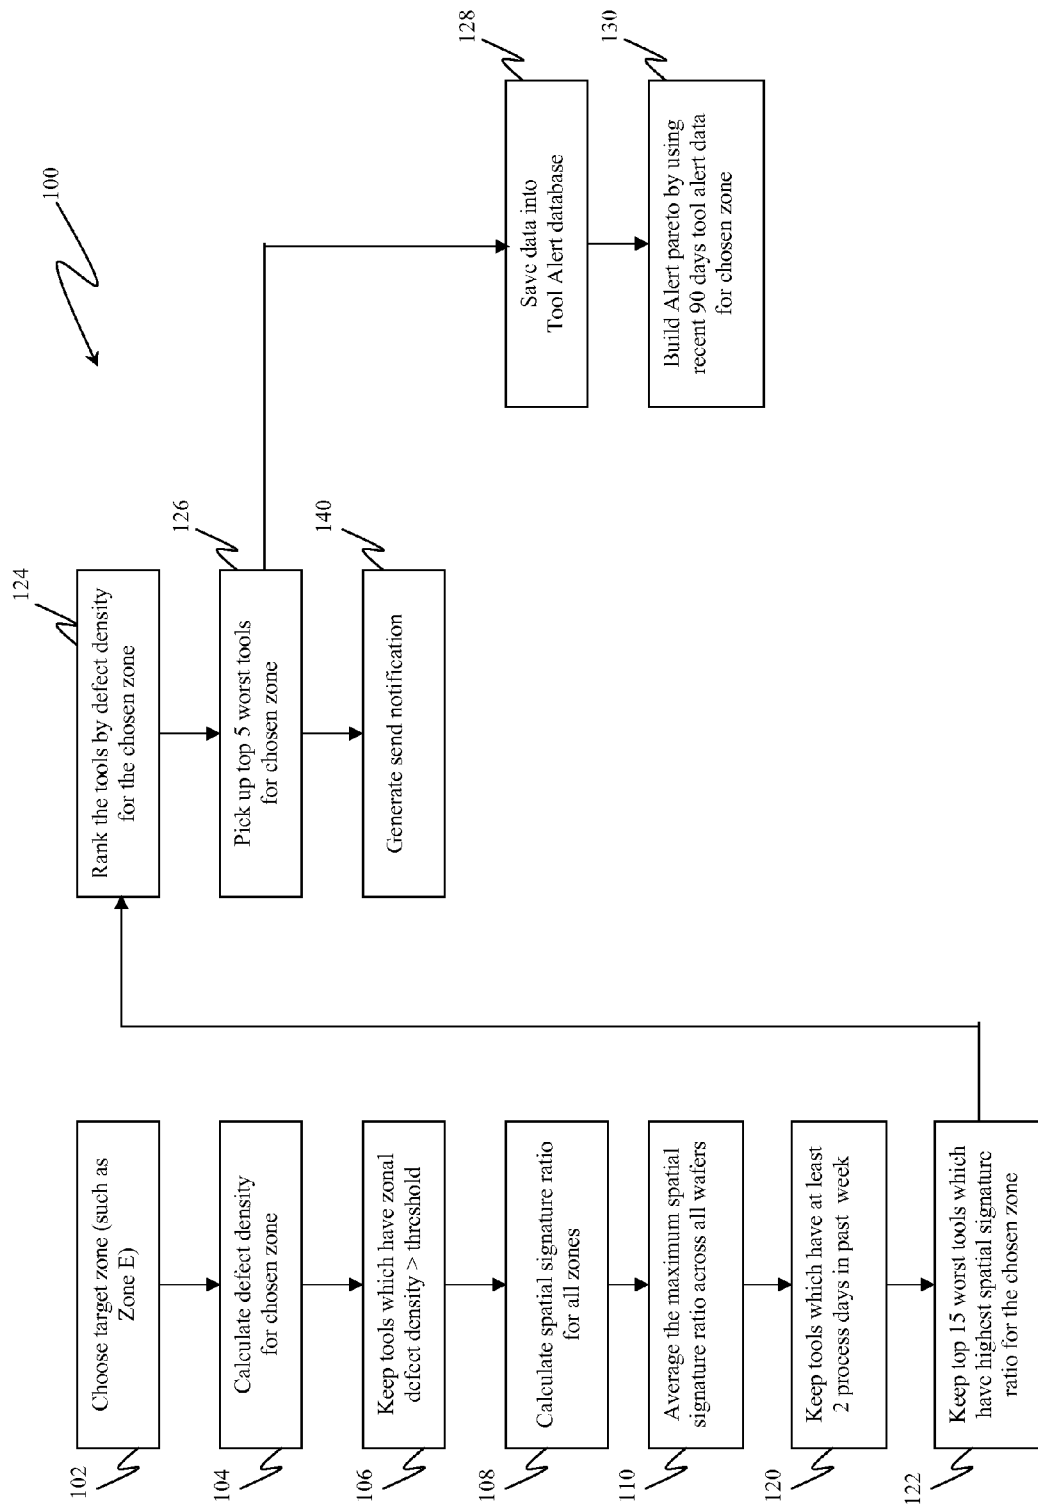 100
102
Choose target zone (such as
Zone E)
104
Calculate defect density
for chosen zone
106
Keep tools which have zonal
defect density > threshold
108
Calculate spatial signature ratio
for all zones
110
Average the maximum spatial
signature ratio across all wafers
120
Keep tools which have at least
2 process days in past week
122
Keep top 15 worst tools which
have highest spatial signature
ratio for the chosen zone
124
Rank the tools by defect density
for the chosen zone
126
Pick up top 5 worst tools
for chosen zone
140
Generate send notification
128
Save data into
Tool Alert database
130
Build Alert pareto by using
recent 90 days tool alert data
for chosen zone